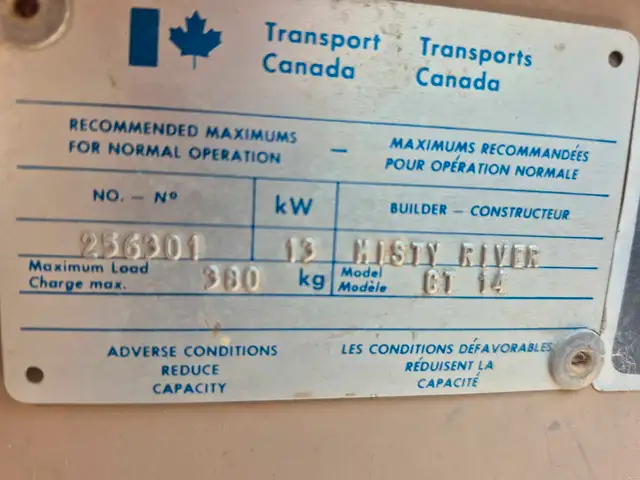 Transport Canada
Transports Canada
RECOMMENDED MAXIMUMS
FOR NORMAL OPERATION
—
MAXIMUMS RECOMMANDÉES
POUR OPÉRATION NORMALE
NO. – Nº
kW
BUILDER – CONSTRUCTEUR
256301
13
MISTY RIVER
Maximum Load
Charge max.
380
kg
Model
Modèle
CT 14
ADVERSE CONDITIONS
REDUCE
CAPACITY
LES CONDITIONS DÉFAVORABLES
RÉDUISENT LA
CAPACITÉ